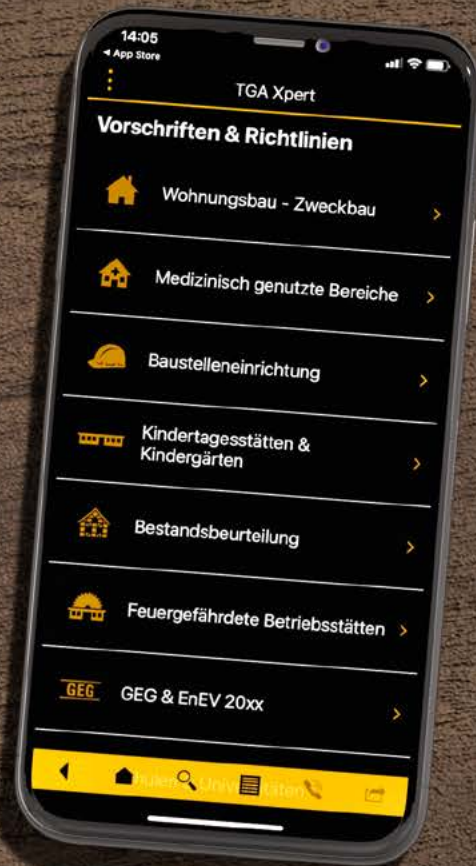 14:05
App Store
TGA Xpert
Vorschriften & Richtlinien
Wohnungsbau - Zweckbau
Medizinisch genutzte Bereiche
Baustelleneinrichtung
Kindertagesstätten &
Kindergärten
Bestandsbeurteilung
Feuergefährdete Betriebsstätten
GEG
GEG & EnEV 20xx